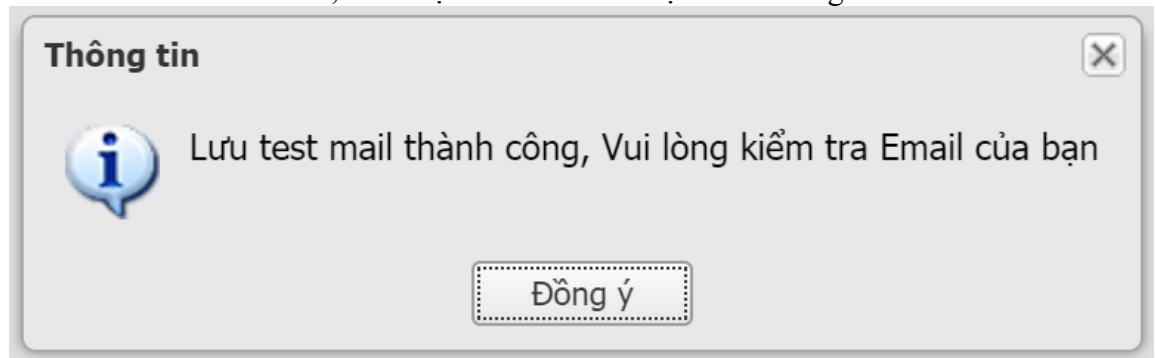 Thông tin
Lưu test mail thành công, Vui lòng kiểm tra Email của bạn
Đồng ý